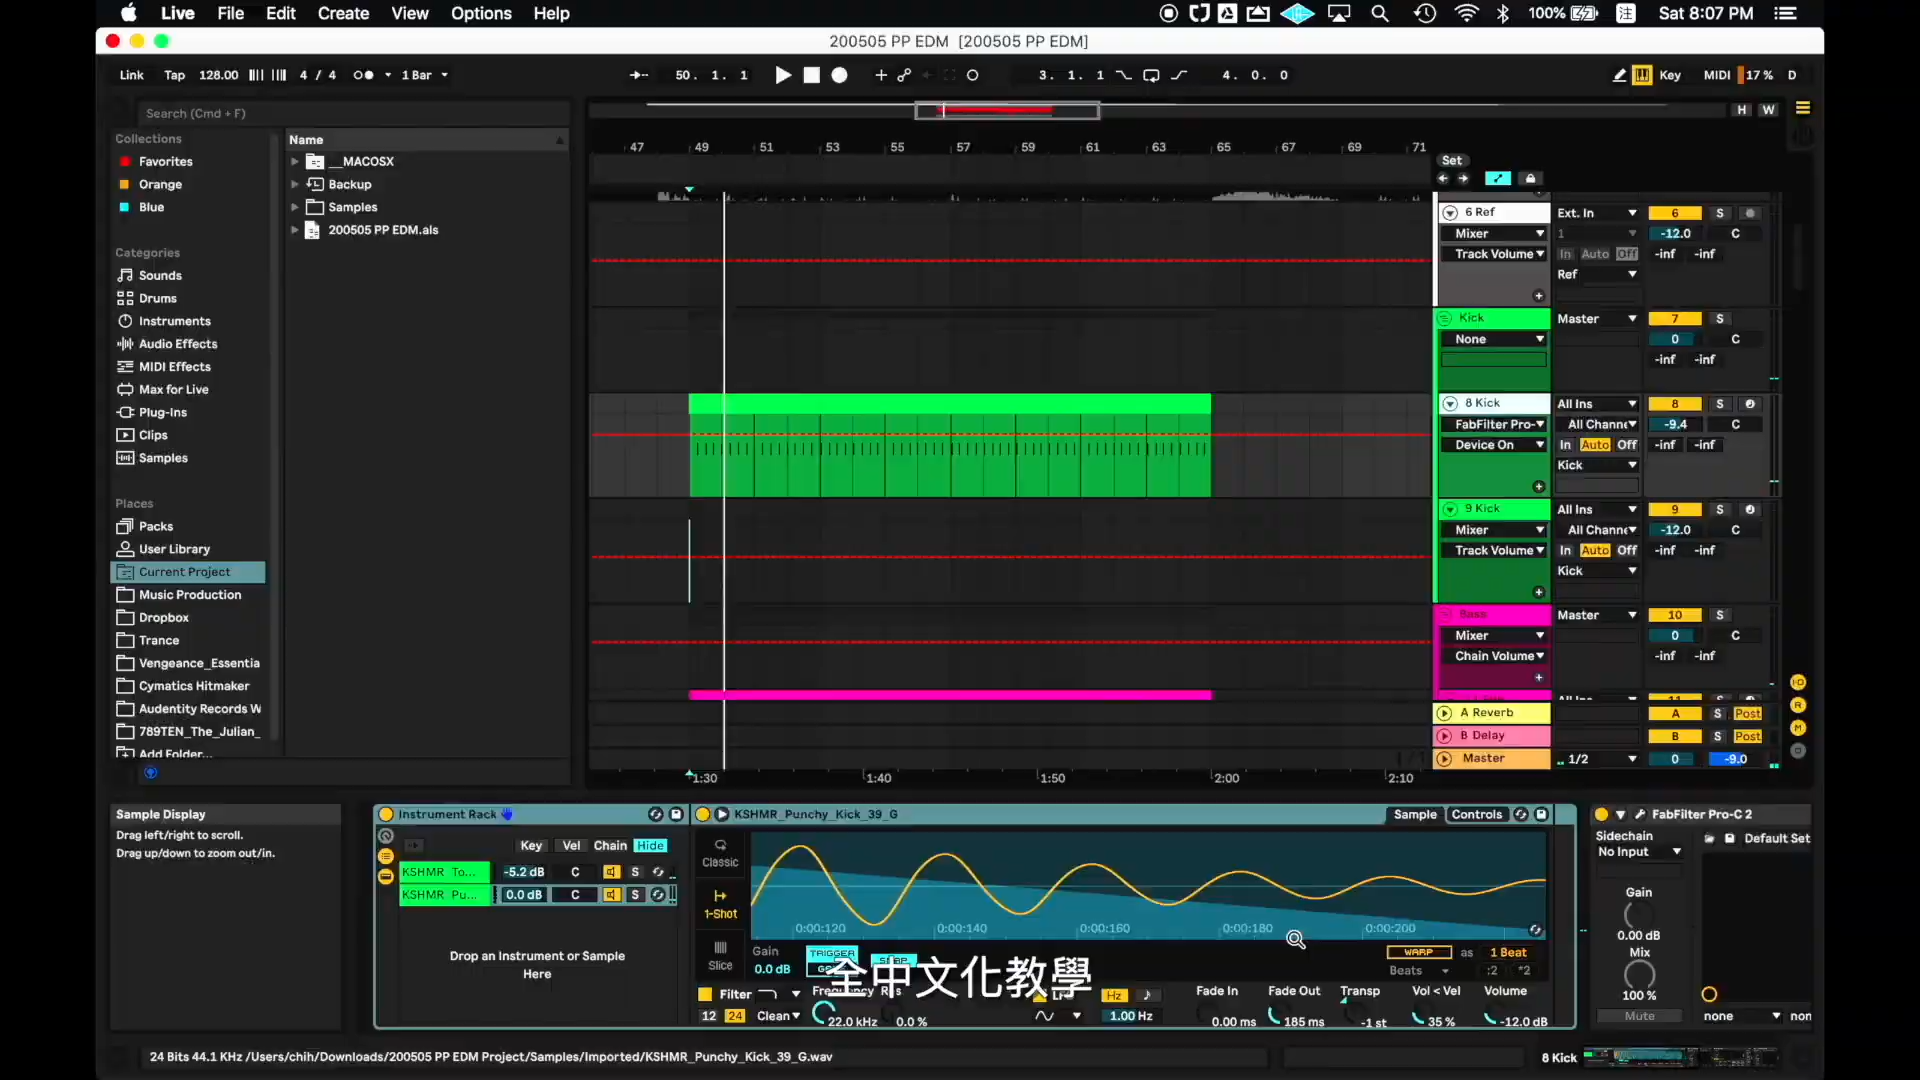 Live File Edit Create View Options Help
100% 注 Sat 8:07 PM
200505 PP EDM [200505 PP EDM]
Link Tap 128.00 4 / 4 1 Bar 50. 1. 1 3. 1. 1 4. 0. 0 Key MIDI 17 % D
Search (Cmd + F)
H W
Collections
Favorites
Orange
Blue
Categories
Sounds
Drums
Instruments
Audio Effects
MIDI Effects
Max for Live
Plug-Ins
Clips
Samples
Places
Packs
User Library
Current Project
Music Production
Dropbox
Trance
Vengeance_Essentia
Cymatics Hitmaker
Audentity Records W
789TEN_The_Julian_
Add Folder...
Name
__MACOSX
Backup
Samples
200505 PP EDM.als
47 49 51 53 55 57 59 61 63 65 67 69 71
Set
6 Ref Ext. In 6 S
Mixer 1 -12.0 C
Track Volume In Auto Off -inf -inf
Ref
Kick Master 7 S
None 0 C
-inf -inf
8 Kick All Ins 8 S
FabFilter Pro- All Channe -9.4 C
Device On In Auto Off -inf -inf
Kick
9 Kick All Ins 9 S
Mixer All Channe -12.0 C
Track Volume In Auto Off -inf -inf
Kick
Bass Master 10 S
Mixer 0 C
Chain Volume -inf -inf
A Reverb A S Post
B Delay B S Post
Master 1/2 0 -9.0
1:30 1:40 1:50 2:00 2:10
Sample Display
Drag left/right to scroll.
Drag up/down to zoom out/in.
Instrument Rack
Key Vel Chain Hide
KSHMR To... -5.2 dB C S
KSHMR Pu... 0.0 dB C S
Drop an Instrument or Sample
Here
KSHMR_Punchy_Kick_39_G Sample Controls
Classic
1-Shot
Slice
0:00:120 0:00:140 0:00:160 0:00:180 0:00:200
Gain TRIGGER WARP as 1 Beat
0.0 dB Beats :2 *2
全中文化教學
Filter Frequency Res Hz Fade In Fade Out Transp Vol < Vel Volume
12 24 Clean 22.0 kHz 0.0 % 1.00 Hz 0.00 ms 185 ms -1 st 35 % -12.0 dB
FabFilter Pro-C 2
Sidechain Default Set
No Input
Gain
0.00 dB
Mix
100 %
Mute none
24 Bits 44.1 KHz /Users/chih/Downloads/200505 PP EDM Project/Samples/Imported/KSHMR_Punchy_Kick_39_G.wav
8 Kick